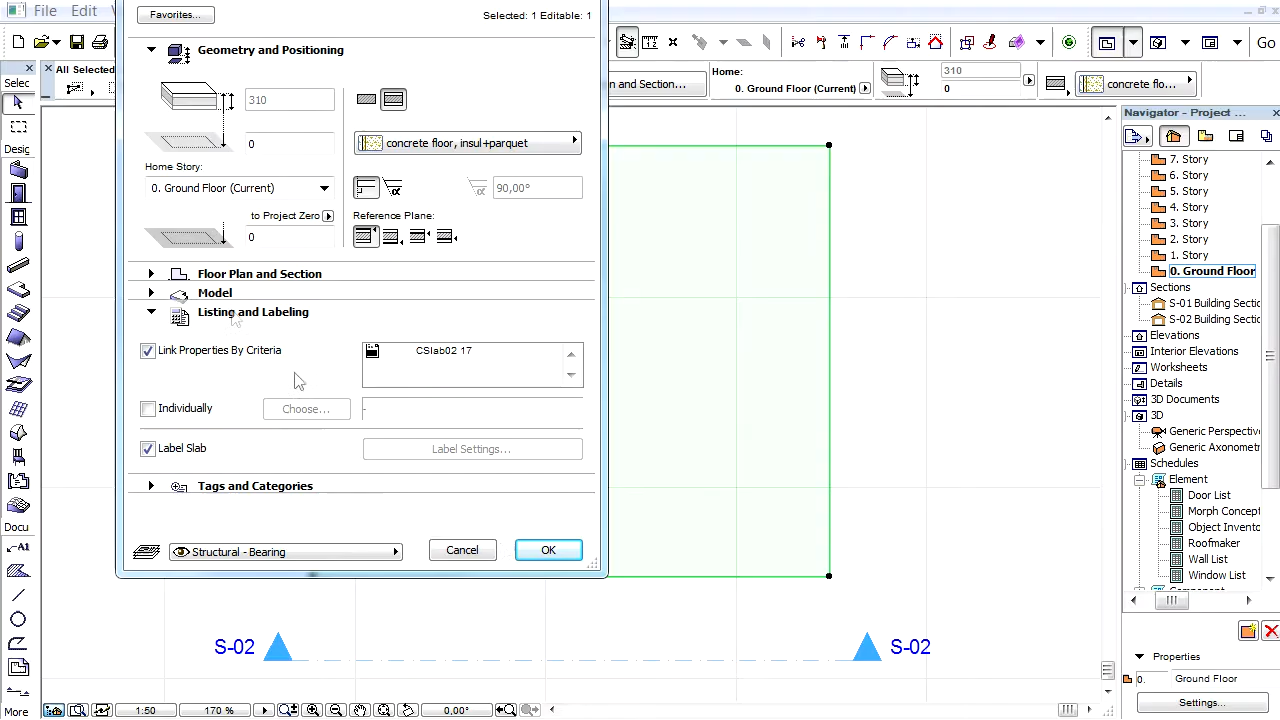 File
Edit
Favorites...
Selected: 1 Editable: 1
Go
Selec
All Selected
Geometry and Positioning
n and Section...
Home:
0. Ground Floor (Current)
310
0
concrete flo...
310
0
concrete floor, insul+parquet
Home Story:
0. Ground Floor (Current)
90,00°
to Project Zero
Reference Plane:
0
Floor Plan and Section
Model
Listing and Labeling
Link Properties By Criteria
CSlab02 17
Individually
Choose...
-
Label Slab
Label Settings...
Tags and Categories
Structural - Bearing
Cancel
OK
Desig
Docu
A1
More
Navigator - Project ...
7. Story
6. Story
5. Story
4. Story
3. Story
2. Story
1. Story
0. Ground Floor
Sections
S-01 Building Sectio
S-02 Building Sectio
Elevations
Interior Elevations
Worksheets
Details
3D Documents
3D
Generic Perspectiv
Generic Axonometr
Schedules
Element
Door List
Morph Concept
Object Invento
Roofmaker
Wall List
Window List
Properties
0.
Ground Floor
Settings...
S-02
S-02
1:50
170 %
0,00°